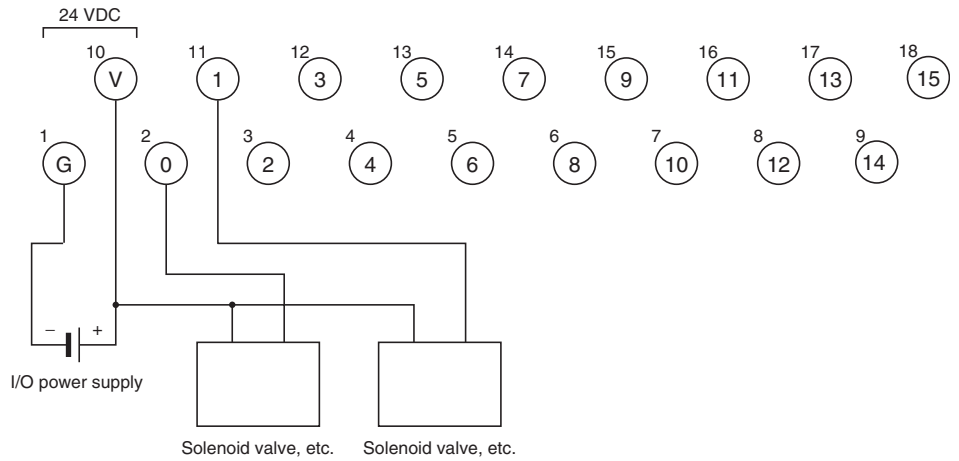 24 VDC
10 11 12 13 14 15 16 17 18
V 1 3 5 7 9 11 13 15
1 2 3 4 5 6 7 8 9
G 0 2 4 6 8 10 12 14
− +
I/O power supply
Solenoid valve, etc. Solenoid valve, etc.